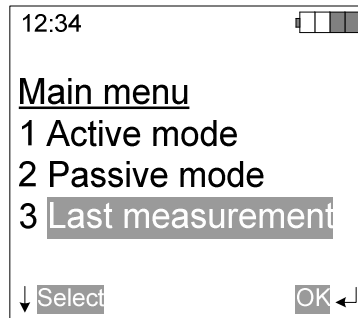 12:34
Main menu
1 Active mode
2 Passive mode
3 Last measurement
Select OK